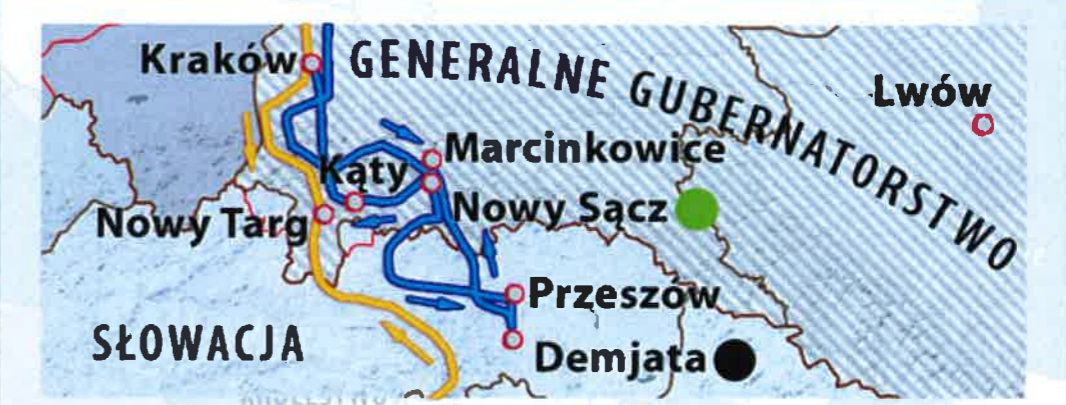 Kraków
GENERALNE GUBERNATORSTWO
Lwów
Marcinkowice
Kąty
Nowy Sącz
Nowy Targ
Przeszów
SŁOWACJA
Demjata